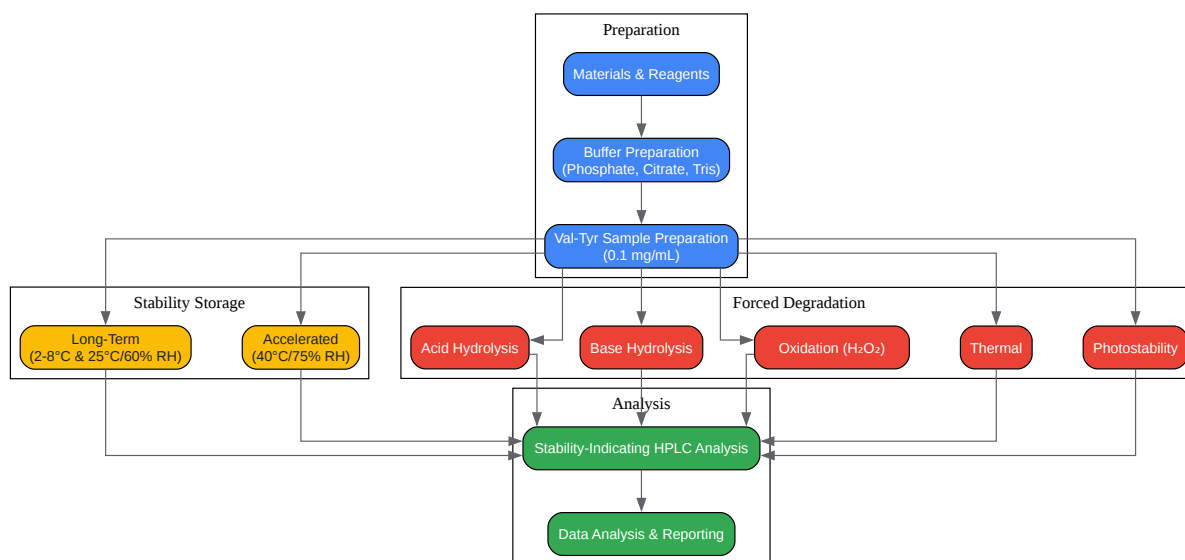 Preparation
Materials & Reagents
Buffer Preparation
(Phosphate, Citrate, Tris)
Val-Tyr Sample Preparation
(0.1 mg/mL)
Stability Storage
Long-Term
(2-8°C & 25°C/60% RH)
Accelerated
(40°C/75% RH)
Forced Degradation
Acid Hydrolysis
Base Hydrolysis
Oxidation (H₂O₂)
Thermal
Photostability
Analysis
Stability-Indicating HPLC Analysis
Data Analysis & Reporting